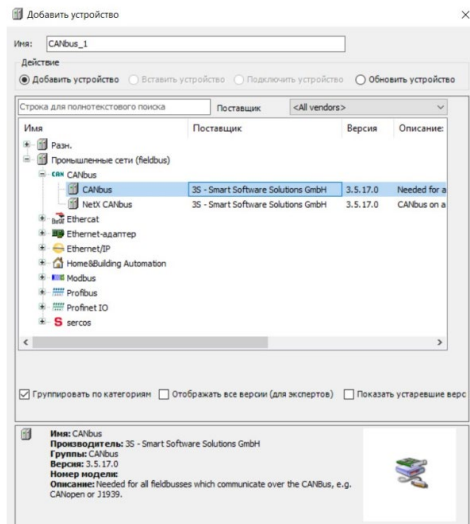 Добавить устройство
Имя: CANbus_1
Действие
Добавить устройство Вставить устройство Подключить устройство Обновить устройство
Строка для полнотекстового поиска Поставщик <All vendors>
Имя Поставщик Версия Описание:
Разн.
Промышленные сети (fieldbus)
CAN CANbus
CANbus 3S - Smart Software Solutions GmbH 3.5.17.0 Needed for a
NetX CANbus 3S - Smart Software Solutions GmbH 3.5.17.0 CANbus on a
Ethercat
Ethernet-адаптер
Ethernet/IP
Home&Building Automation
Modbus
Profibus
Profinet IO
S sercos
Группировать по категориям Отображать все версии (для экспертов) Показать устаревшие верс
Имя: CANbus
Производитель: 3S - Smart Software Solutions GmbH
Группы: CANbus
Версия: 3.5.17.0
Номер модели:
Описание: Needed for all fieldbusses which communicate over the CANBus, e.g.
CANopen or J1939.